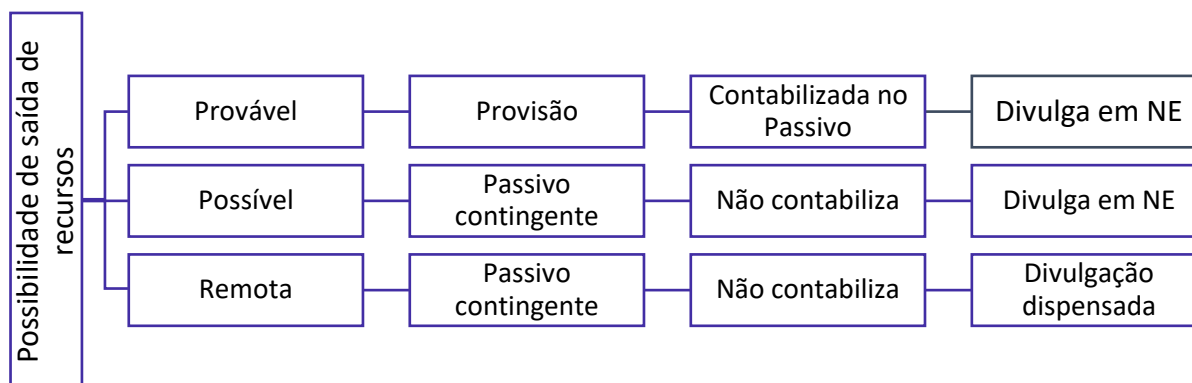 Possibilidade de saída de
recursos
Provável
Provisão
Contabilizada no
Passivo
Divulga em NE
Possível
Passivo
contingente
Não contabiliza
Divulga em NE
Remota
Passivo
contingente
Não contabiliza
Divulgação
dispensada